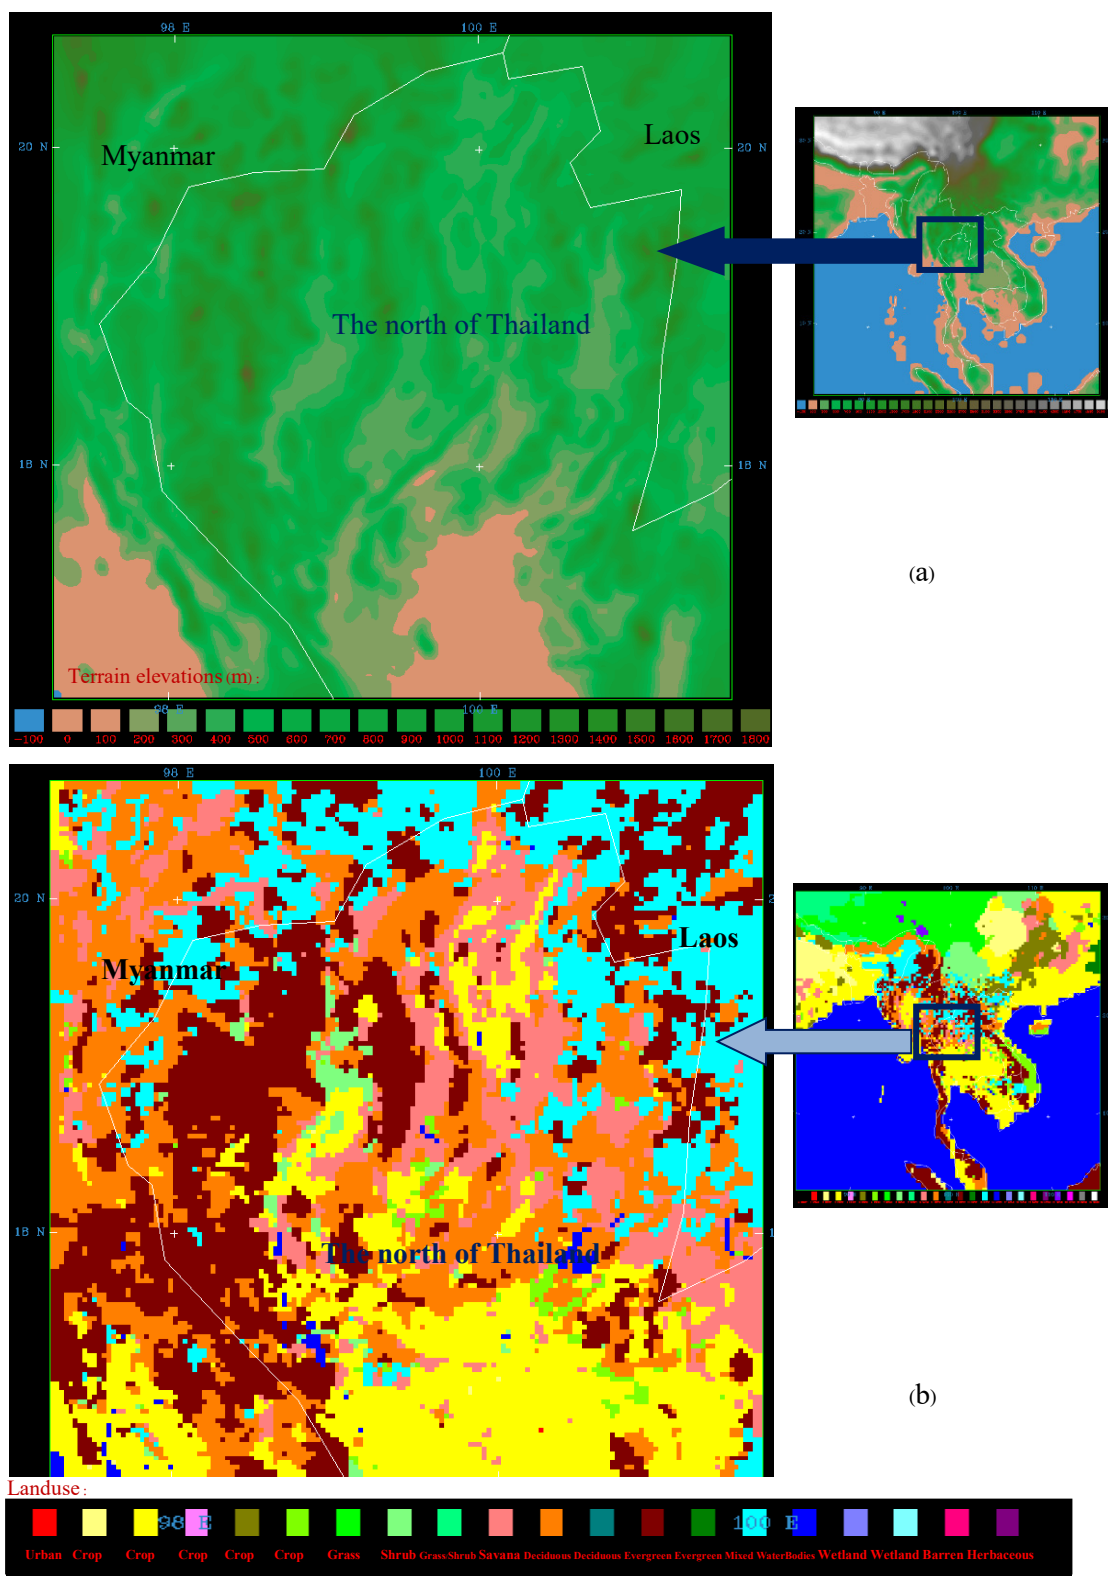 98 E 100 E
20 N 20 N
Myanmar
Laos
The north of Thailand
18 N 18 N
Terrain elevations (m) :
98 E 100 E
-100 0 100 200 300 400 500 600 700 800 900 1000 1100 1200 1300 1400 1500 1600 1700 1800
(a)
98 E 100 E
20 N 2
Laos
Myanmar
18 N 1
The north of Thailand
(b)
Landuse :
98 E 100 E
Urban Crop Crop Crop Crop Crop Grass Shrub Grass Shrub Savana Deciduous Deciduous Evergreen Evergreen Mixed WaterBodies Wetland Wetland Barren Herbaceous